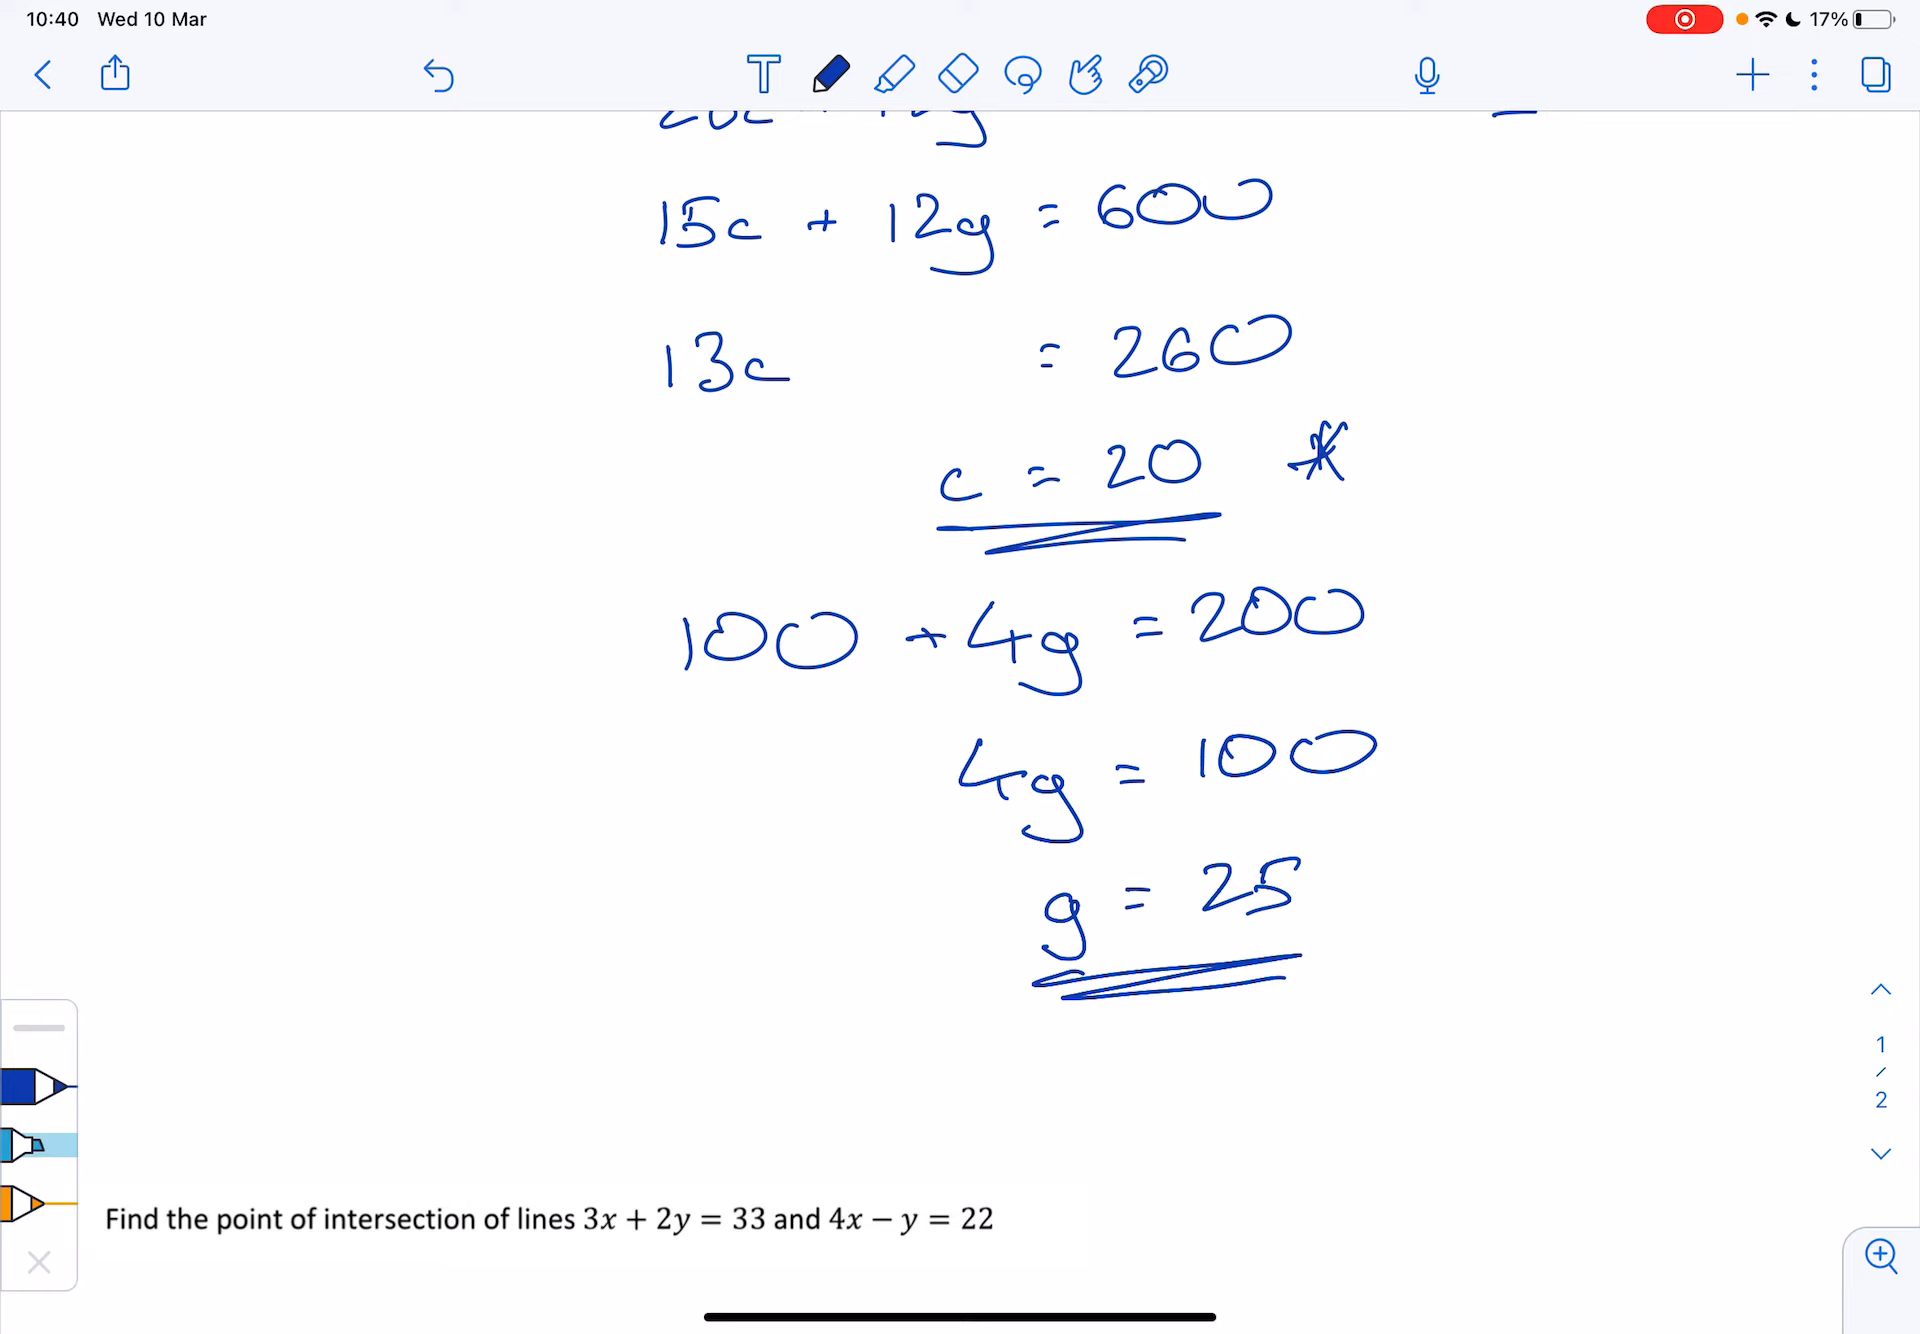 10:40 Wed 10 Mar
17%
T
15c + 12g = 600
13c = 260
c = 20 *
100 + 4g = 200
4g = 100
g = 25
1
/
2
Find the point of intersection of lines 3x + 2y = 33 and 4x − y = 22